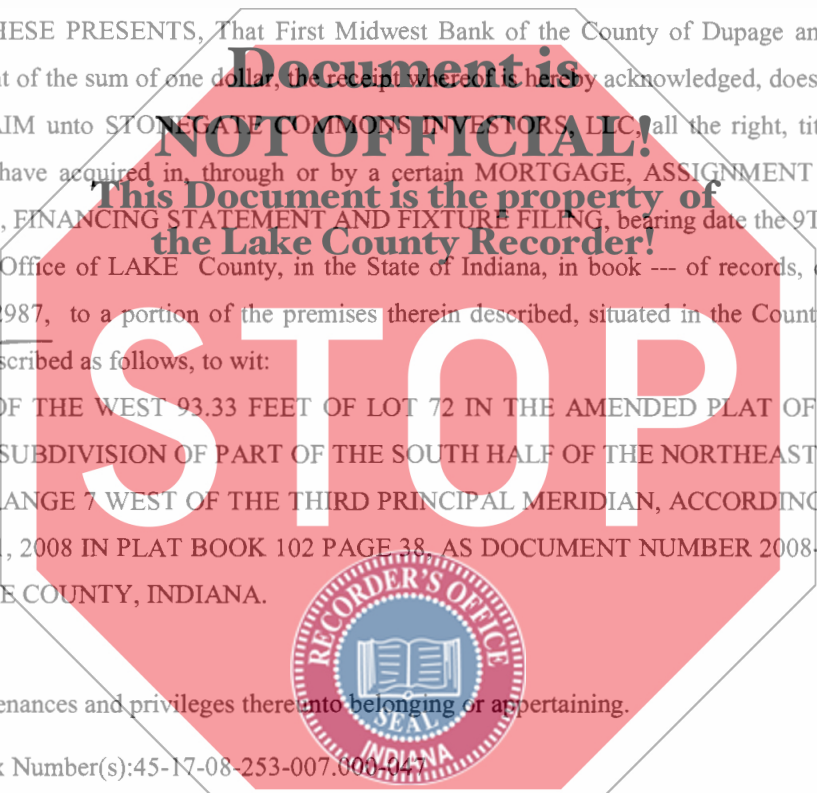 HESE PRESENTS, That First Midwest Bank of the County of Dupage an
Document is
t of the sum of one dollar, the receipt whereof is hereby acknowledged, does
AIM unto STONEGATE COMMONS INVESTORS, LLC, all the right, tit
NOT OFFICIAL!
have acquired in, through or by a certain MORTGAGE, ASSIGNMENT
This Document is the property of
, FINANCING STATEMENT AND FIXTURE FILING, bearing date the 9T
the Lake County Recorder!
Office of LAKE County, in the State of Indiana, in book --- of records,
2987, to a portion of the premises therein described, situated in the Count
scribed as follows, to wit:
STOP
OF THE WEST 93.33 FEET OF LOT 72 IN THE AMENDED PLAT OF
SUBDIVISION OF PART OF THE SOUTH HALF OF THE NORTHEAST
ANGE 7 WEST OF THE THIRD PRINCIPAL MERIDIAN, ACCORDING
, 2008 IN PLAT BOOK 102 PAGE 38, AS DOCUMENT NUMBER 2008-
E COUNTY, INDIANA.
RECORDER'S OFFICE
enances and privileges thereunto belonging or appertaining.
SEAL
INDIANA
x Number(s):45-17-08-253-007.000-047